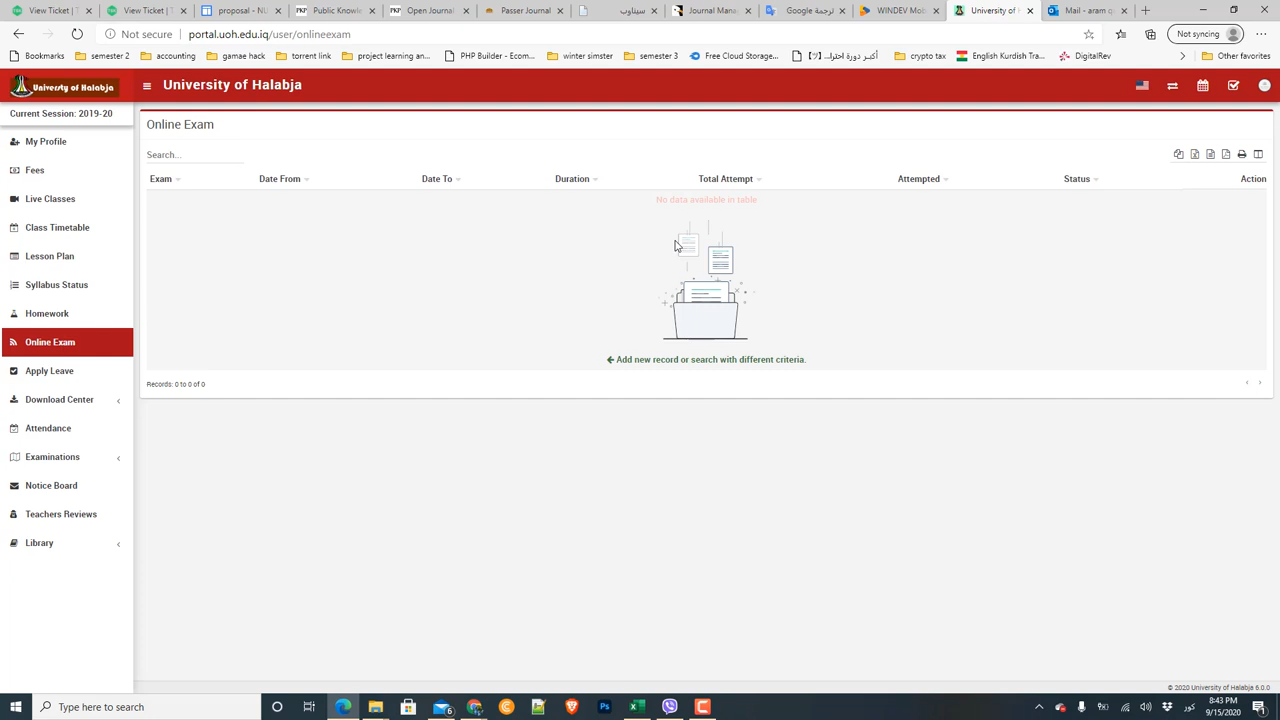 View Test (
View Test (
proposal - NU
Public Knowle
Open Journal
Passer Journal
سيناوب
Journal Manus
Google ترجمة
WINDEV Mob
University of H
Mail - aram q
Not secure
portal.uoh.edu.iq/user/onlineexam
Not syncing
Bookmarks
semester 2
accounting
game hack
torrent link
project learning an...
PHP Builder - Ecom...
winter simster
semester 3
Free Cloud Storage...
crypto tax
English Kurdish Tra...
DigitalRev
Other favorites
University of Halabja
University of Halabja
Current Session: 2019-20
My Profile
Fees
Live Classes
Class Timetable
Lesson Plan
Syllabus Status
Homework
Online Exam
Apply Leave
Download Center
Attendance
Examinations
Notice Board
Teachers Reviews
Library
Online Exam
Search...
Exam Date From Date To Duration Total Attempt Attempted Status Action
No data available in table
Add new record or search with different criteria.
Records: 0 to 0 of 0
© 2020 University of Halabja 6.0.0
Type here to search
8:43 PM
9/15/2020